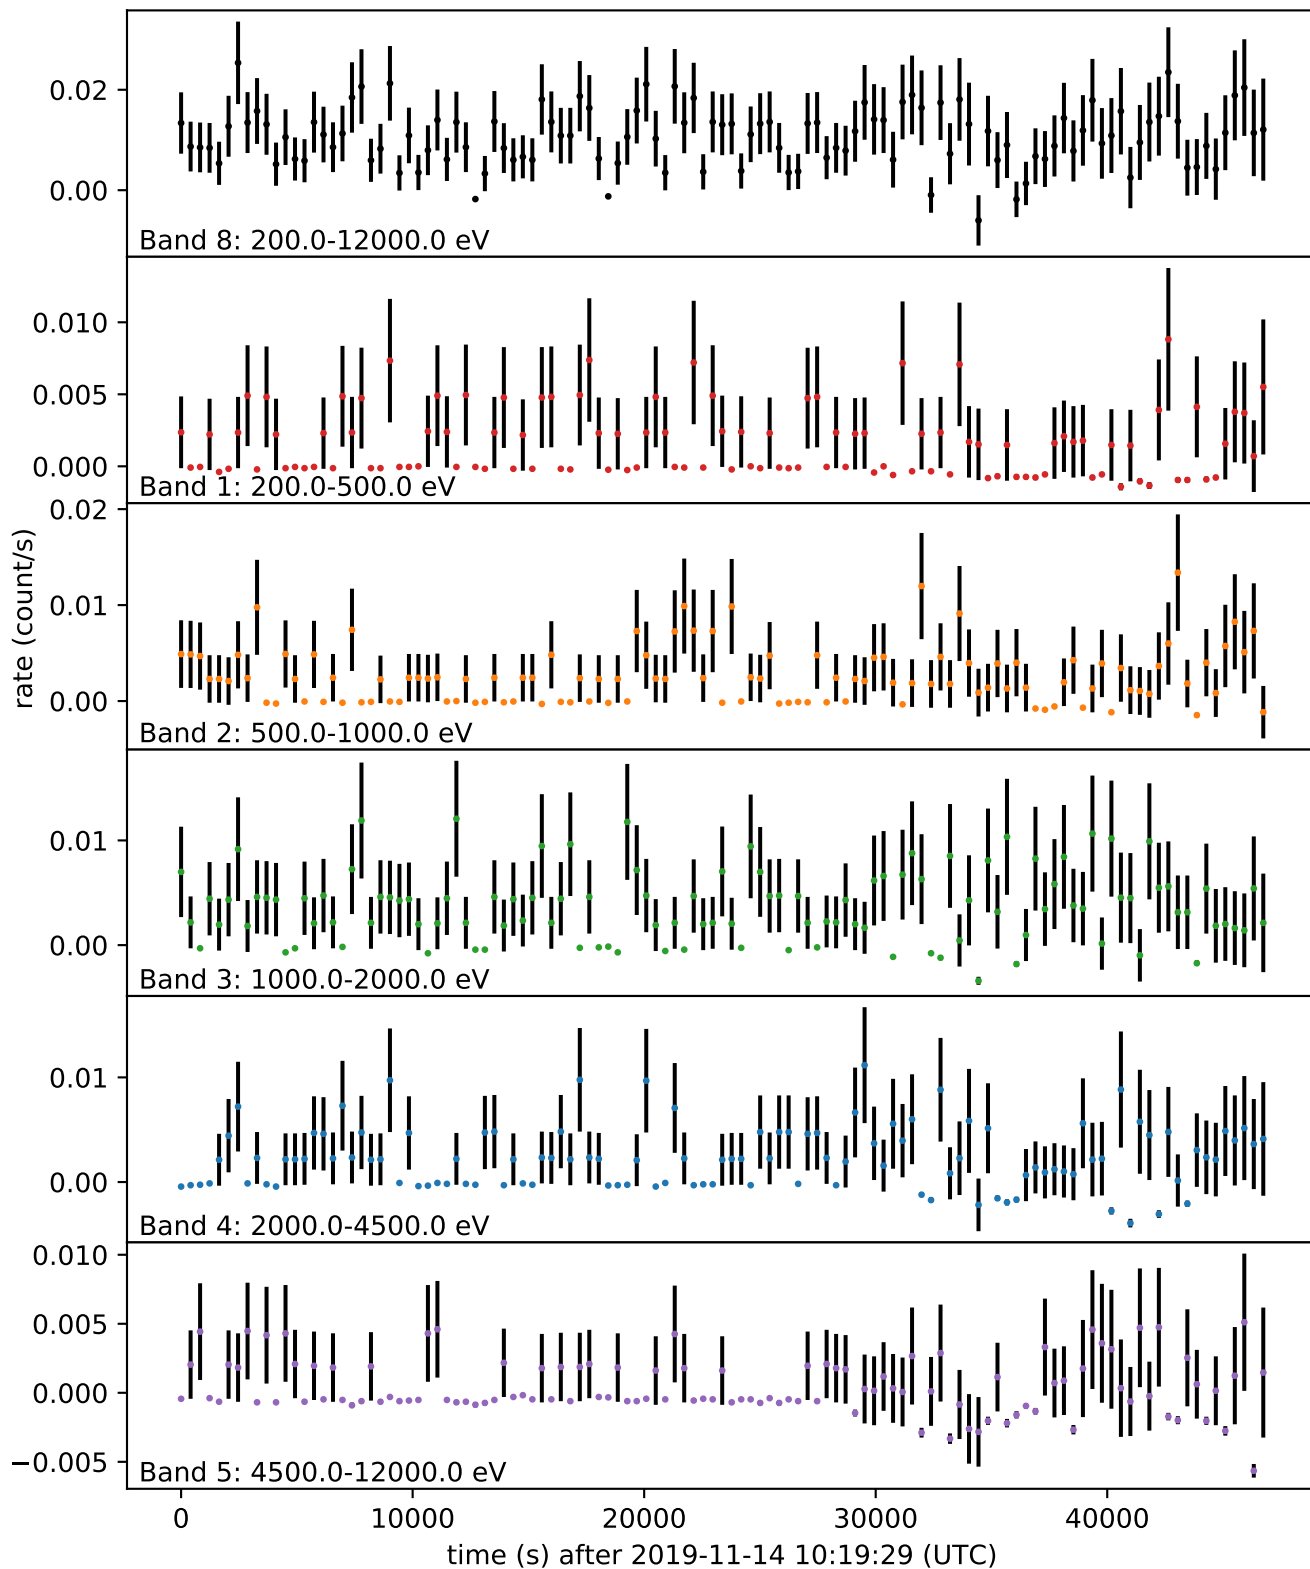 0.02
0.00
Band 8: 200.0-12000.0 eV
0.010
0.005
0.000
Band 1: 200.0-500.0 eV
0.02
0.01
0.00
Band 2: 500.0-1000.0 eV
rate (count/s)
0.01
0.00
Band 3: 1000.0-2000.0 eV
0.01
0.00
Band 4: 2000.0-4500.0 eV
0.010
0.005
0.000
−0.005
Band 5: 4500.0-12000.0 eV
0 10000 20000 30000 40000
time (s) after 2019-11-14 10:19:29 (UTC)